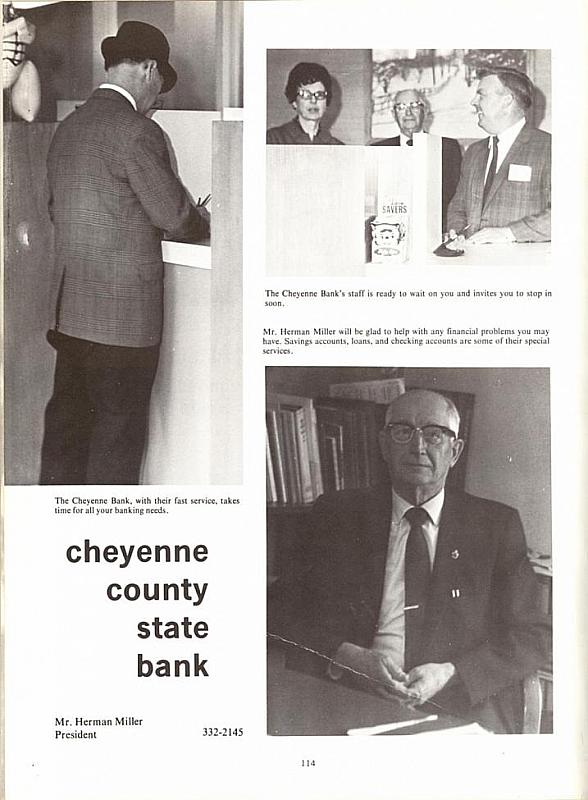 SAVERS
The Cheyenne Bank's staff is ready to wait on you and invites you to stop in
soon.
Mr. Herman Miller will be glad to help with any financial problems you may
have. Savings accounts, loans, and checking accounts are some of their special
services.
The Cheyenne Bank, with their fast service, takes
time for all your banking needs.
cheyenne
county
state
bank
Mr. Herman Miller
President
332-2145
114